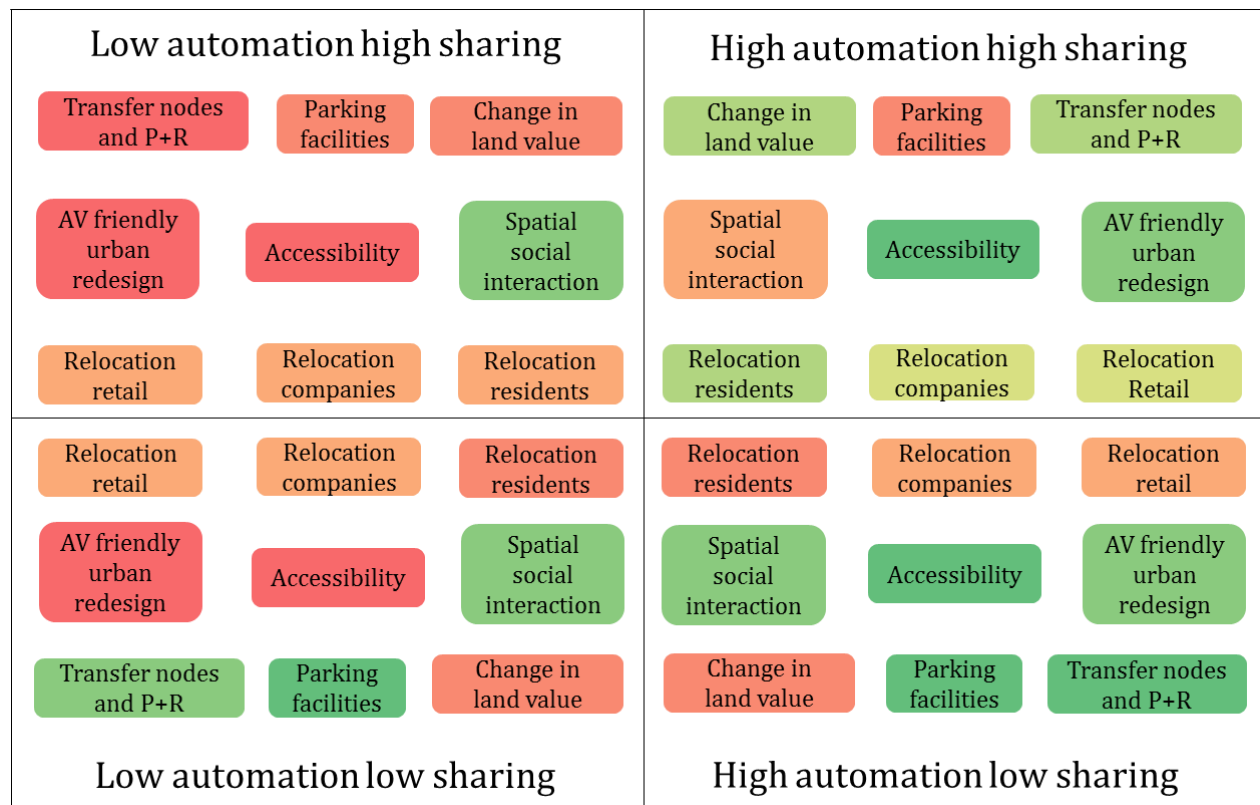 Low automation high sharing
Transfer nodes
and P+R
Parking
facilities
Change in
land value
AV friendly
urban
redesign
Accessibility
Spatial
social
interaction
Relocation
retail
Relocation
companies
Relocation
residents
High automation high sharing
Change in
land value
Parking
facilities
Transfer nodes
and P+R
Spatial
social
interaction
Accessibility
AV friendly
urban
redesign
Relocation
residents
Relocation
companies
Relocation
Retail
Relocation
retail
Relocation
companies
Relocation
residents
AV friendly
urban
redesign
Accessibility
Spatial
social
interaction
Transfer nodes
and P+R
Parking
facilities
Change in
land value
Low automation low sharing
Relocation
residents
Relocation
companies
Relocation
retail
Spatial
social
interaction
Accessibility
AV friendly
urban
redesign
Change in
land value
Parking
facilities
Transfer nodes
and P+R
High automation low sharing